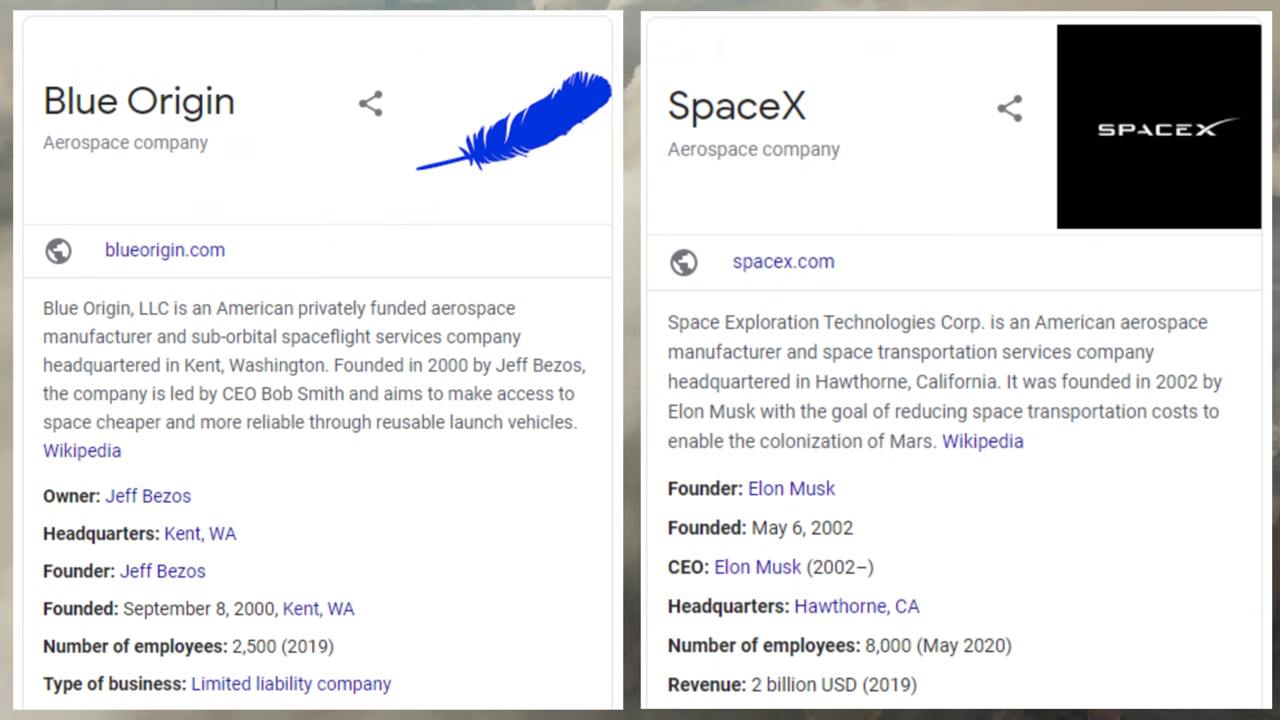 Blue Origin
Aerospace company
blueorigin.com
Blue Origin, LLC is an American privately funded aerospace
manufacturer and sub-orbital spaceflight services company
headquartered in Kent, Washington. Founded in 2000 by Jeff Bezos,
the company is led by CEO Bob Smith and aims to make access to
space cheaper and more reliable through reusable launch vehicles.
Wikipedia
Owner: Jeff Bezos
Headquarters: Kent, WA
Founder: Jeff Bezos
Founded: September 8, 2000, Kent, WA
Number of employees: 2,500 (2019)
Type of business: Limited liability company
SpaceX
SPACEX
Aerospace company
spacex.com
Space Exploration Technologies Corp. is an American aerospace
manufacturer and space transportation services company
headquartered in Hawthorne, California. It was founded in 2002 by
Elon Musk with the goal of reducing space transportation costs to
enable the colonization of Mars. Wikipedia
Founder: Elon Musk
Founded: May 6, 2002
CEO: Elon Musk (2002–)
Headquarters: Hawthorne, CA
Number of employees: 8,000 (May 2020)
Revenue: 2 billion USD (2019)